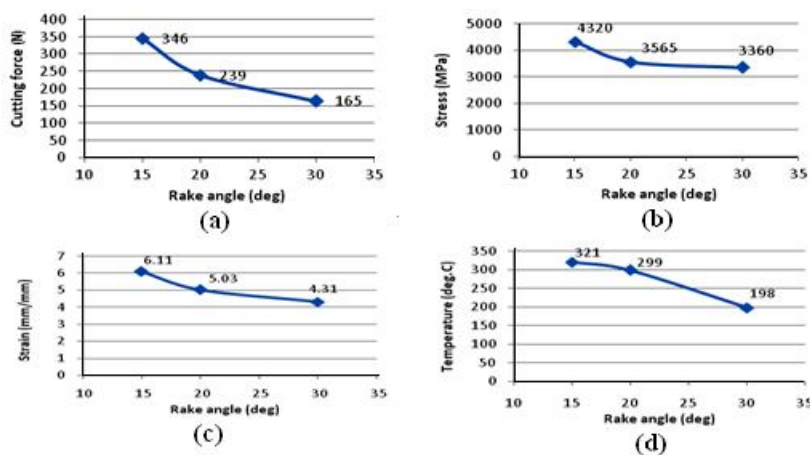 Cutting force (N)
400
350
300
250
200
150
100
50
0
346
239
165
10 15 20 25 30 35
Rake angle (deg)
(a)
Stress (MPa)
5000
4000
3000
2000
1000
0
4320
3565
3360
10 15 20 25 30 35
Rake angle (deg)
(b)
Strain (mm/mm)
7
6
5
4
3
2
1
0
6.11
5.03
4.31
10 15 20 25 30 35
Rake angle (deg)
(c)
Temperature (deg.C)
350
300
250
200
150
100
50
0
321
299
198
10 15 20 25 30 35
Rake angle (deg)
(d)